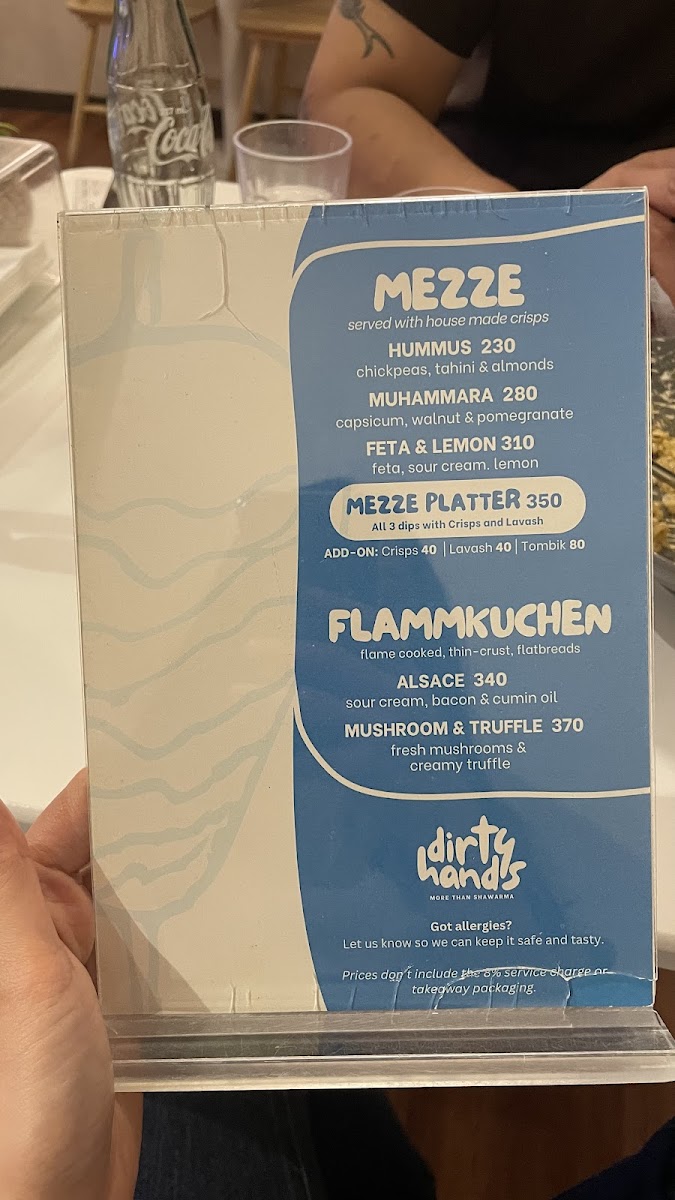 Coca-Cola
MEZZE
served with house made crisps
HUMMUS 230
chickpeas, tahini & almonds
MUHAMMARA 280
capsicum, walnut & pomegranate
FETA & LEMON 310
feta, sour cream. lemon
MEZZE PLATTER 350
All 3 dips with Crisps and Lavash
ADD-ON: Crisps 40 | Lavash 40 | Tombik 80
FLAMMKUCHEN
flame cooked, thin-crust, flatbreads
ALSACE 340
sour cream, bacon & cumin oil
MUSHROOM & TRUFFLE 370
fresh mushrooms &
creamy truffle
dirty
hands
MORE THAN SHAWARMA
Got allergies?
Let us know so we can keep it safe and tasty.
Prices don't include the 8% service charge or
takeaway packaging.